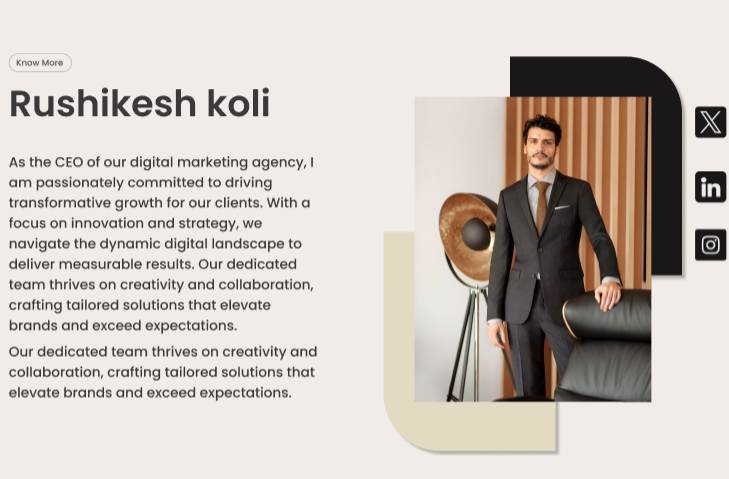 Know More
Rushikesh koli
As the CEO of our digital marketing agency, I
am passionately committed to driving
transformative growth for our clients. With a
focus on innovation and strategy, we
navigate the dynamic digital landscape to
deliver measurable results. Our dedicated
team thrives on creativity and collaboration,
crafting tailored solutions that elevate
brands and exceed expectations.
Our dedicated team thrives on creativity and
collaboration, crafting tailored solutions that
elevate brands and exceed expectations.
in